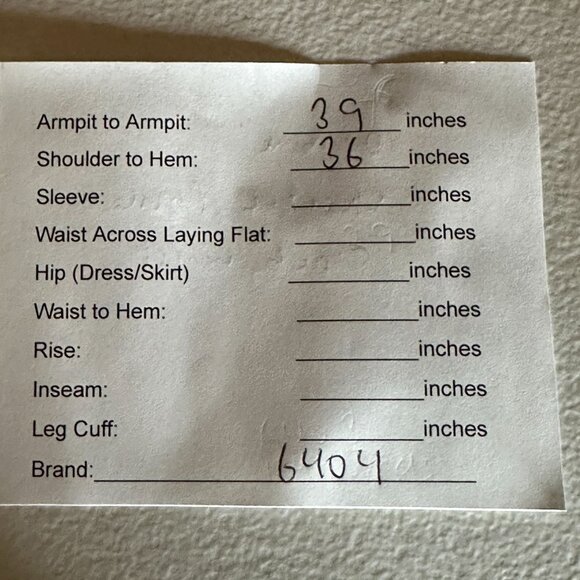 Armpit to Armpit: 39 inches
Shoulder to Hem: 36 inches
Sleeve: inches
Waist Across Laying Flat: inches
Hip (Dress/Skirt) inches
Waist to Hem: inches
Rise: inches
Inseam: inches
Leg Cuff: inches
Brand: 6404